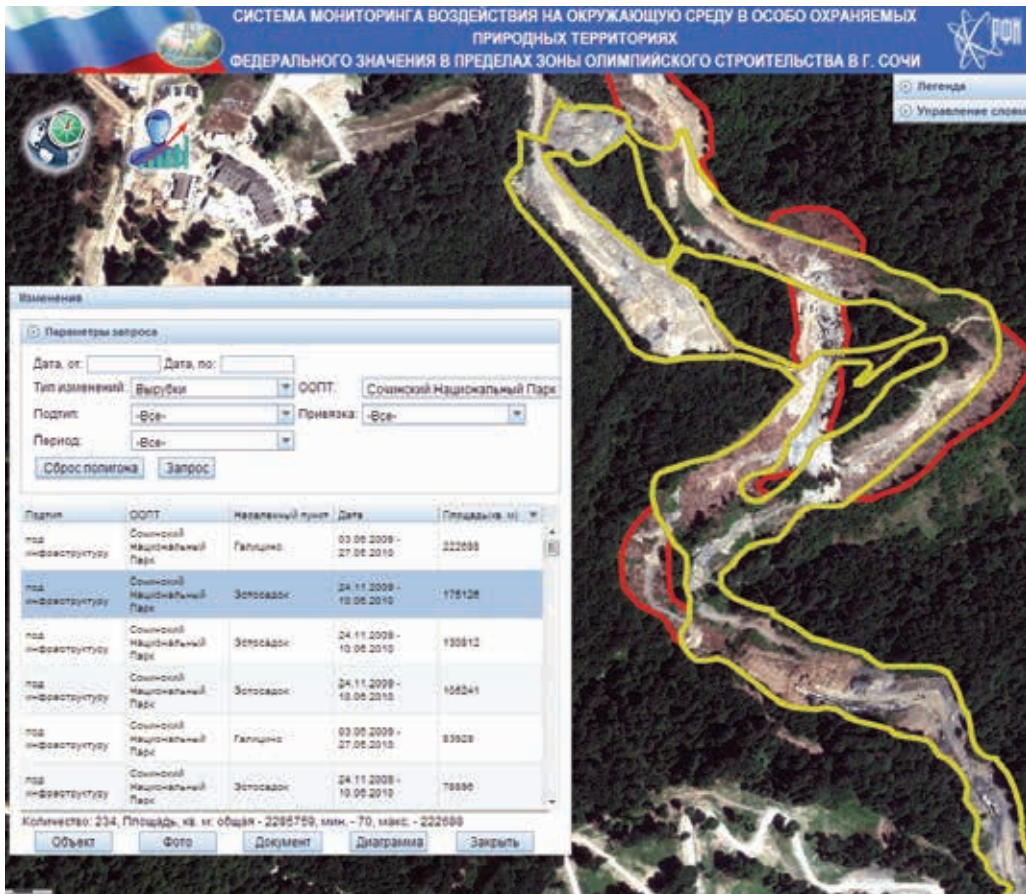 СИСТЕМА МОНИТОРИНГА ВОЗДЕЙСТВИЯ НА ОКРУЖАЮЩУЮ СРЕДУ В ОСОБО ОХРАНЯЕМЫХ
ПРИРОДНЫХ ТЕРРИТОРИЯХ
ФЕДЕРАЛЬНОГО ЗНАЧЕНИЯ В ПРЕДЕЛАХ ЗОНЫ ОЛИМПИЙСКОГО СТРОИТЕЛЬСТВА В Г. СОЧИ
Легенда
Управление слоями
Изменения
Параметры запроса
Дата, от: Дата, по:
Тип изменений: Вырубки ООПТ: Сочинский Национальный Парк
Подтип: -Все- Привязка: -Все-
Период: -Все-
Сброс полигона Запрос
Подтип ООПТ Населенный пункт Дата Площадь(кв. м)
под инфраструктуру Сочинский Национальный Парк Галицино 03.06.2009 - 27.06.2010 222688
под инфраструктуру Сочинский Национальный Парк Эстосадок 24.11.2009 - 10.06.2010
под инфраструктуру Сочинский Национальный Парк Эстосадок 24.11.2009 - 10.06.2010
под инфраструктуру Сочинский Национальный Парк Эстосадок 24.11.2009 - 10.06.2010
под инфраструктуру Сочинский Национальный Парк Галицино 03.06.2009 - 27.06.2010
под инфраструктуру Сочинский Национальный Парк Эстосадок 24.11.2009 - 10.06.2010
Количество: 234, Площадь, кв. м: общая - 2285759, мин. - 70, макс. - 222688
Объект Фото Документ Диаграмма Закрыть